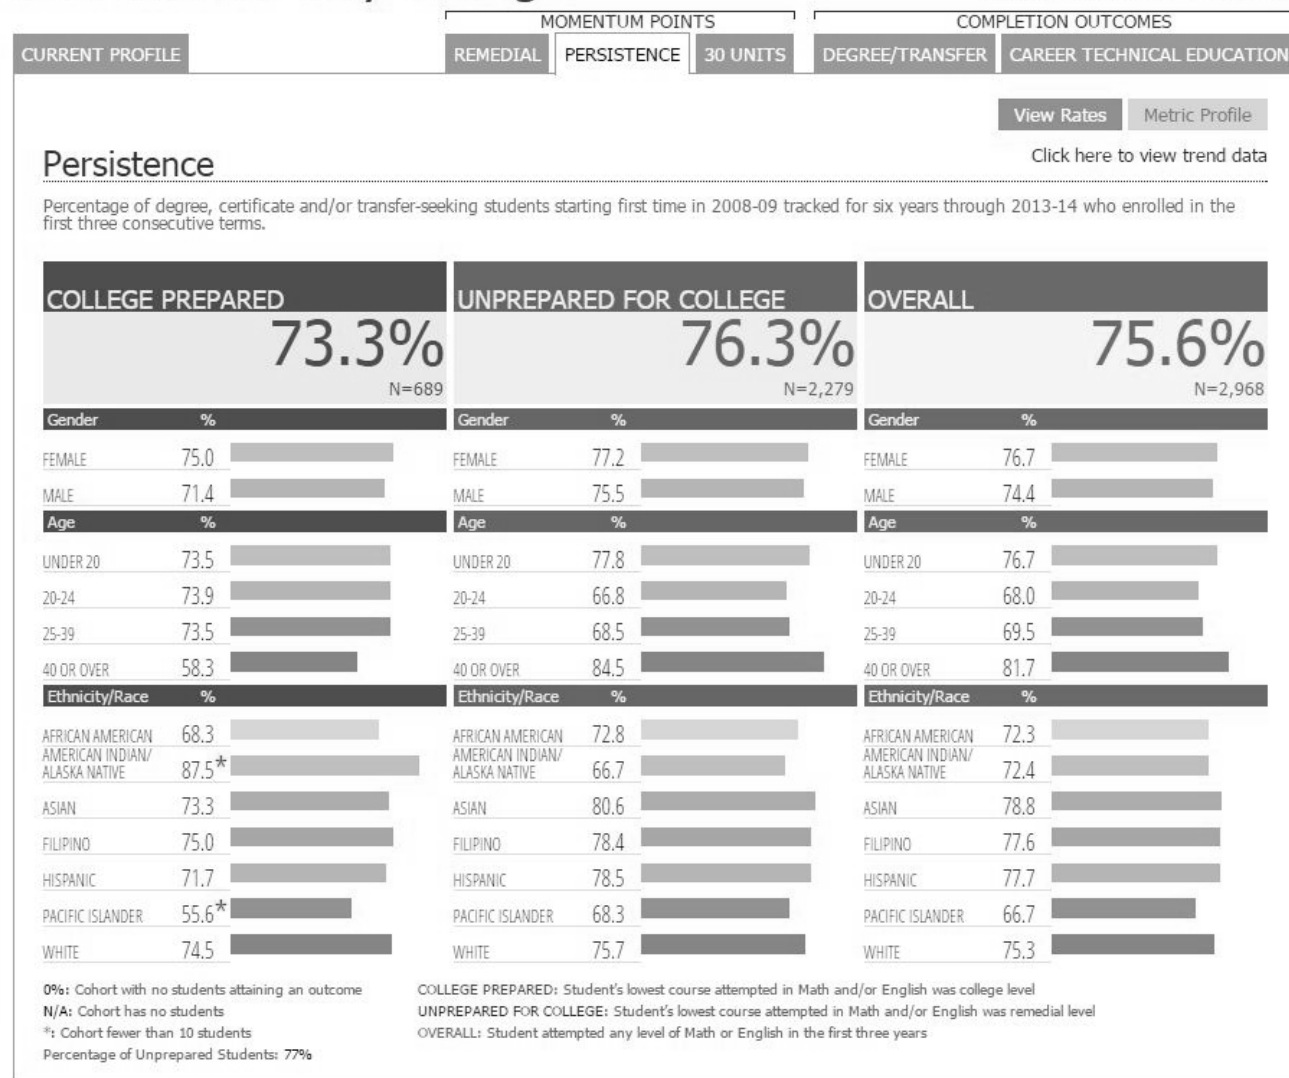 MOMENTUM POINTS
COMPLETION OUTCOMES
CURRENT PROFILE
REMEDIAL PERSISTENCE 30 UNITS DEGREE/TRANSFER CAREER TECHNICAL EDUCATION
View Rates Metric Profile
Persistence
Click here to view trend data
Percentage of degree, certificate and/or transfer-seeking students starting first time in 2008-09 tracked for six years through 2013-14 who enrolled in the
first three consecutive terms.
COLLEGE PREPARED
73.3%
N=689
Gender %
FEMALE 75.0
MALE 71.4
Age %
UNDER 20 73.5
20-24 73.9
25-39 73.5
40 OR OVER 58.3
Ethnicity/Race %
AFRICAN AMERICAN 68.3
AMERICAN INDIAN/
ALASKA NATIVE 87.5*
ASIAN 73.3
FILIPINO 75.0
HISPANIC 71.7
PACIFIC ISLANDER 55.6*
WHITE 74.5
UNPREPARED FOR COLLEGE
76.3%
N=2,279
Gender %
FEMALE 77.2
MALE 75.5
Age %
UNDER 20 77.8
20-24 66.8
25-39 68.5
40 OR OVER 84.5
Ethnicity/Race %
AFRICAN AMERICAN 72.8
AMERICAN INDIAN/
ALASKA NATIVE 66.7
ASIAN 80.6
FILIPINO 78.4
HISPANIC 78.5
PACIFIC ISLANDER 68.3
WHITE 75.7
OVERALL
75.6%
N=2,968
Gender %
FEMALE 76.7
MALE 74.4
Age %
UNDER 20 76.7
20-24 68.0
25-39 69.5
40 OR OVER 81.7
Ethnicity/Race %
AFRICAN AMERICAN 72.3
AMERICAN INDIAN/
ALASKA NATIVE 72.4
ASIAN 78.8
FILIPINO 77.6
HISPANIC 77.7
PACIFIC ISLANDER 66.7
WHITE 75.3
0%: Cohort with no students attaining an outcome
N/A: Cohort has no students
*: Cohort fewer than 10 students
Percentage of Unprepared Students: 77%
COLLEGE PREPARED: Student's lowest course attempted in Math and/or English was college level
UNPREPARED FOR COLLEGE: Student's lowest course attempted in Math and/or English was remedial level
OVERALL: Student attempted any level of Math or English in the first three years